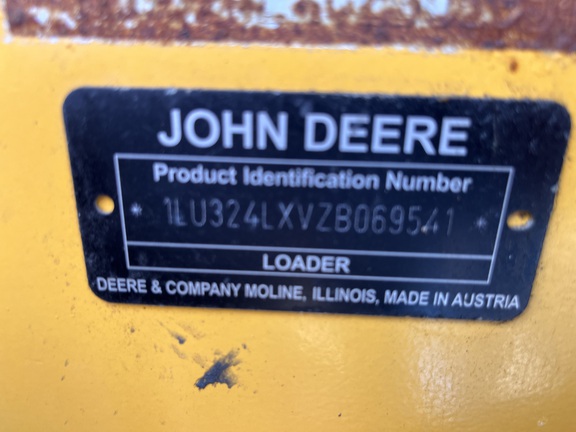 JOHN DEERE
Product Identification Number
* 1LU324LXVZB069541 *
LOADER
DEERE & COMPANY MOLINE, ILLINOIS, MADE IN AUSTRIA